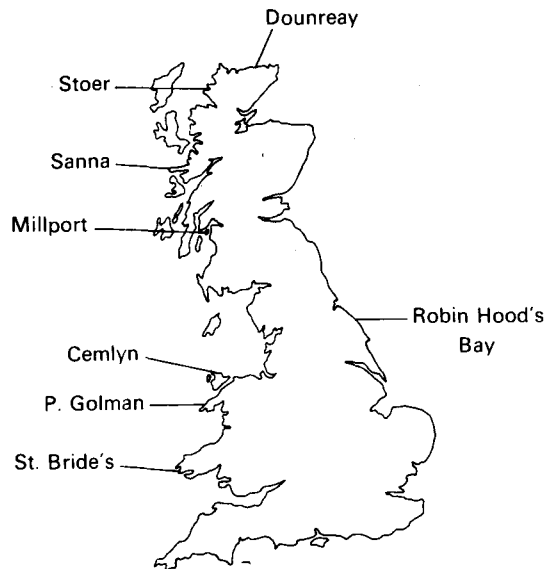 Dounreay
Stoer
Sanna
Millport
Robin Hood's
Bay
Cemlyn
P. Golman
St. Bride's